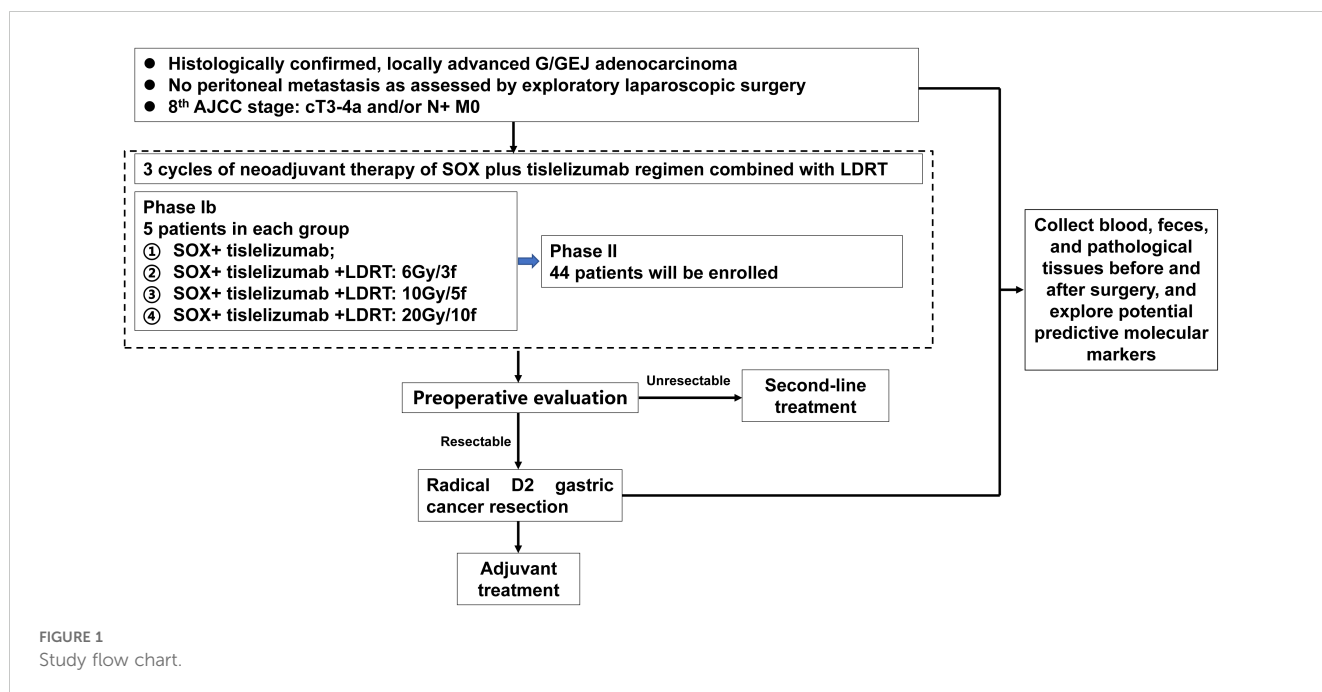 ● Histologically confirmed, locally advanced G/GEJ adenocarcinoma
● No peritoneal metastasis as assessed by exploratory laparoscopic surgery
● 8th AJCC stage: cT3-4a and/or N+ M0
3 cycles of neoadjuvant therapy of SOX plus tislelizumab regimen combined with LDRT
Phase Ib
5 patients in each group
① SOX+ tislelizumab;
② SOX+ tislelizumab +LDRT: 6Gy/3f
③ SOX+ tislelizumab +LDRT: 10Gy/5f
④ SOX+ tislelizumab +LDRT: 20Gy/10f
Phase II
44 patients will be enrolled
Collect blood, feces,
and pathological
tissues before and
after surgery, and
explore potential
predictive molecular
markers
Preoperative evaluation
Unresectable
Second-line
treatment
Resectable
Radical D2 gastric
cancer resection
Adjuvant
treatment
FIGURE 1
Study flow chart.